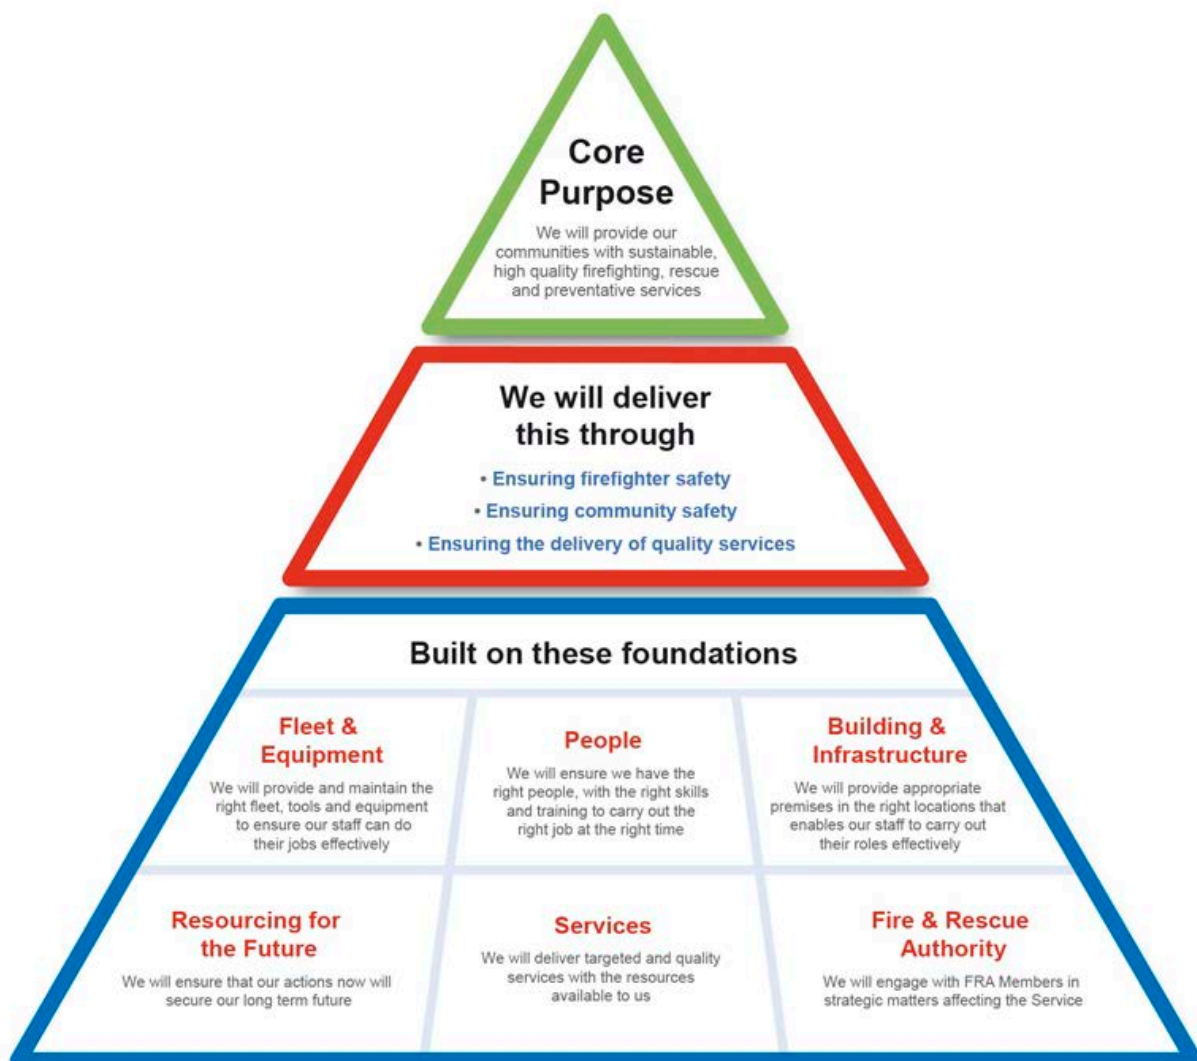 Core
Purpose
We will provide our
communities with sustainable,
high quality firefighting, rescue
and preventative services
We will deliver
this through
• Ensuring firefighter safety
• Ensuring community safety
• Ensuring the delivery of quality services
Built on these foundations
Fleet &
Equipment
We will provide and maintain the
right fleet, tools and equipment
to ensure our staff can do
their jobs effectively
People
We will ensure we have the
right people, with the right skills
and training to carry out the
right job at the right time
Building &
Infrastructure
We will provide appropriate
premises in the right locations that
enables our staff to carry out
their roles effectively
Resourcing for
the Future
We will ensure that our actions now will
secure our long term future
Services
We will deliver targeted and quality
services with the resources
available to us
Fire & Rescue
Authority
We will engage with FRA Members in
strategic matters affecting the Service